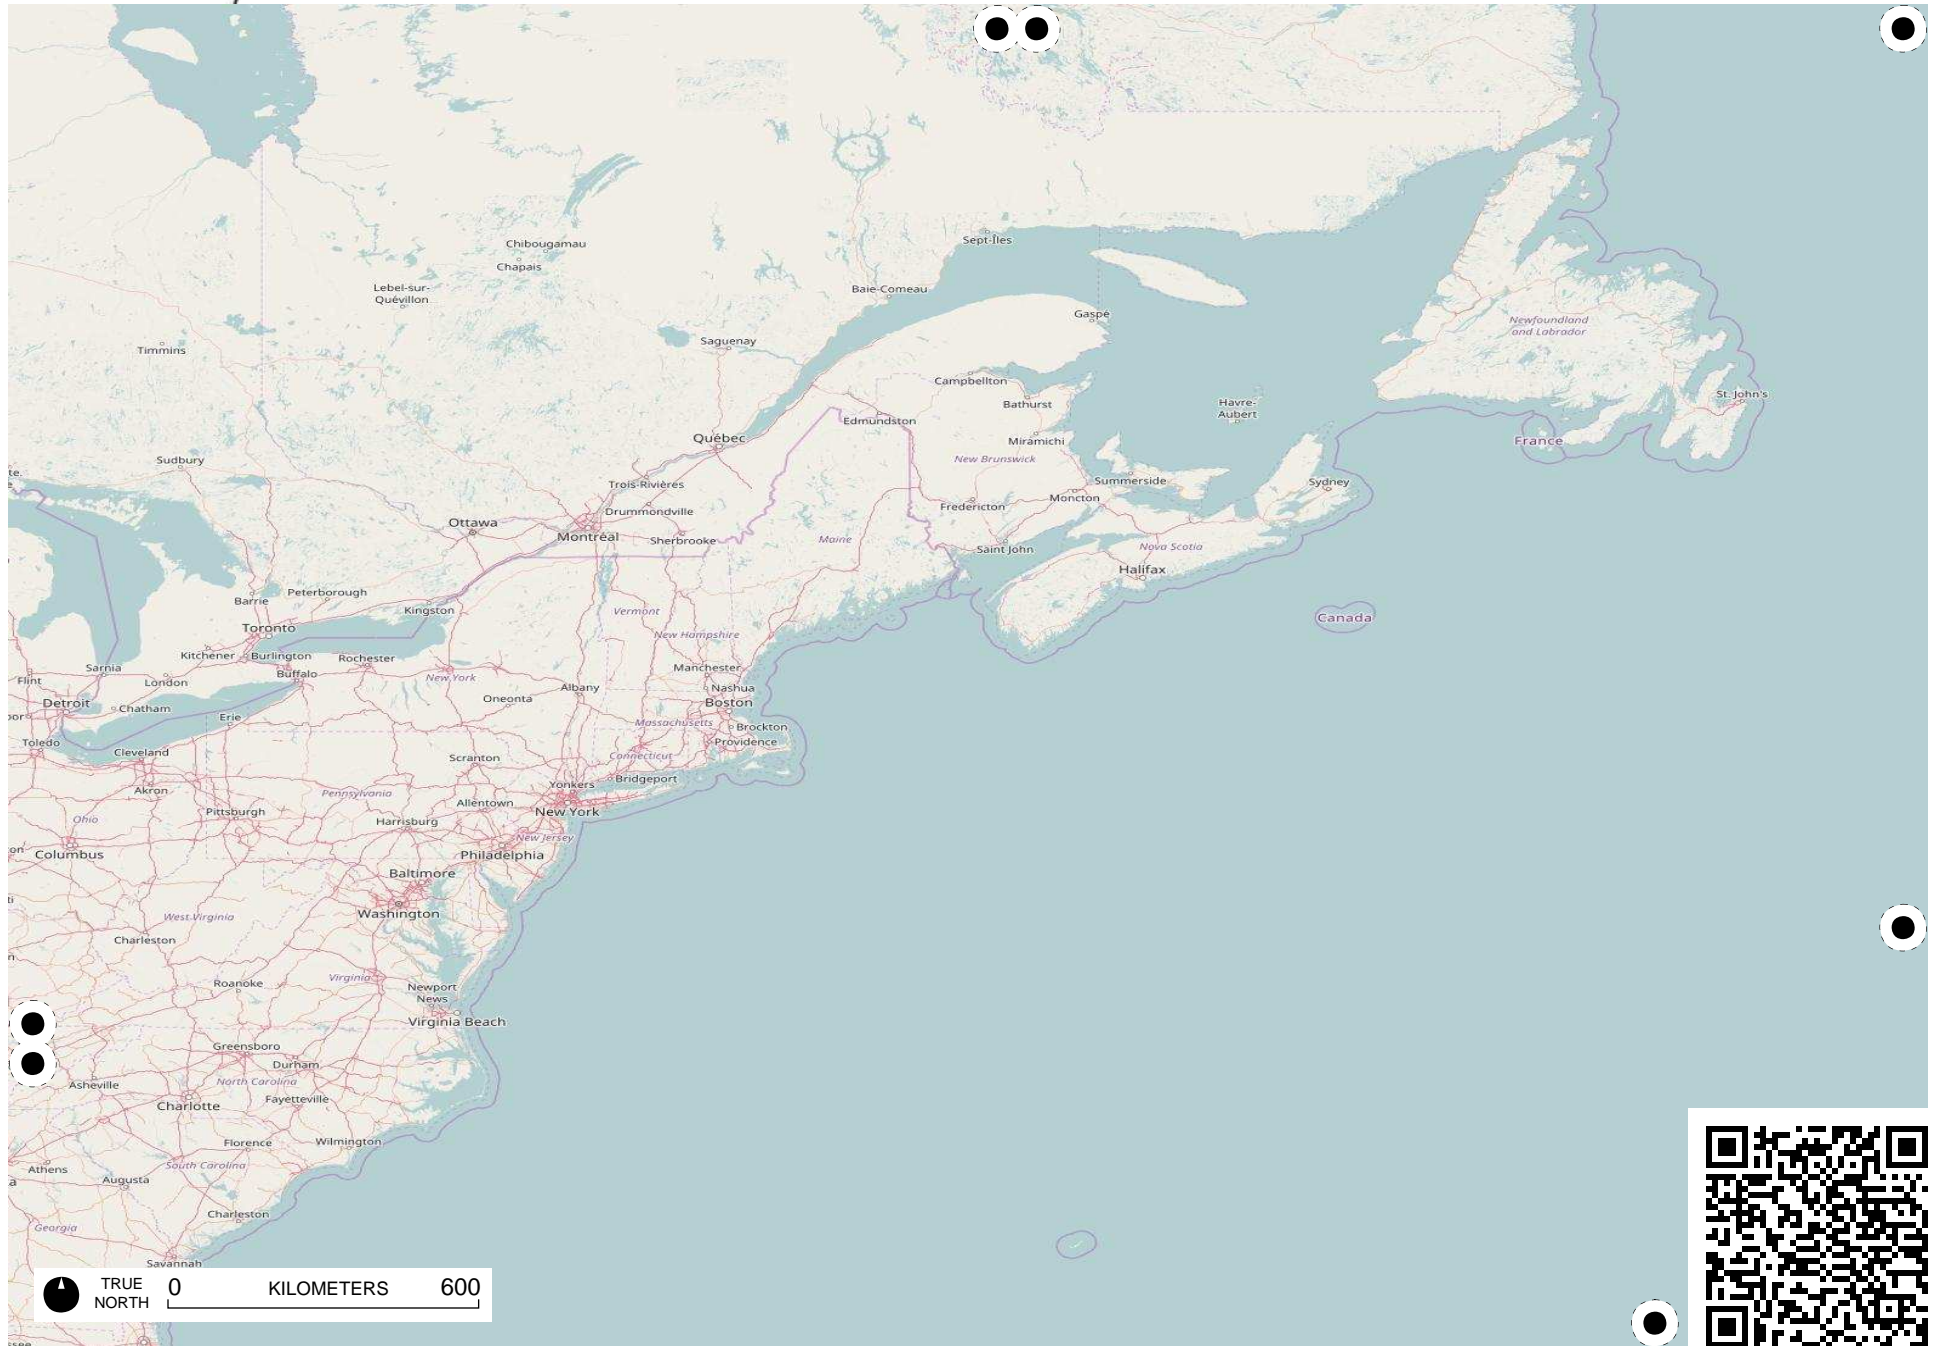 Chibougamau
Sept-Îles
Chapais
Lebel-sur-
Quévillon
Baie-Comeau
Gaspé
Newfoundland
and Labrador
Timmins
Saguenay
Campbellton
Bathurst
Havre-
Aubert
St. John's
Edmundston
Québec
Miramichi
France
New Brunswick
Sudbury
Trois-Rivières
Summerside
Sydney
Moncton
Fredericton
Drummondville
Ottawa
Montréal
Sherbrooke
Maine
Saint John
Nova Scotia
Halifax
Peterborough
Barrie
Kingston
Vermont
Canada
Toronto
New Hampshire
Kitchener
Burlington
Rochester
Sarnia
Manchester
Buffalo
New York
Flint
London
Albany
Nashua
Oneonta
Detroit
Chatham
Boston
Erie
Massachusetts
Brockton
Toledo
Providence
Cleveland
Scranton
Connecticut
Bridgeport
Akron
Yonkers
Pennsylvania
Allentown
Pittsburgh
New York
Ohio
Harrisburg
New Jersey
Columbus
Philadelphia
Baltimore
Washington
West Virginia
Charleston
Virginia
Roanoke
Newport
News
Virginia Beach
Greensboro
Durham
Asheville
North Carolina
Fayetteville
Charlotte
Florence
Wilmington
Athens
South Carolina
Augusta
Charleston
Georgia
Savannah
TRUE
NORTH
0 KILOMETERS 600